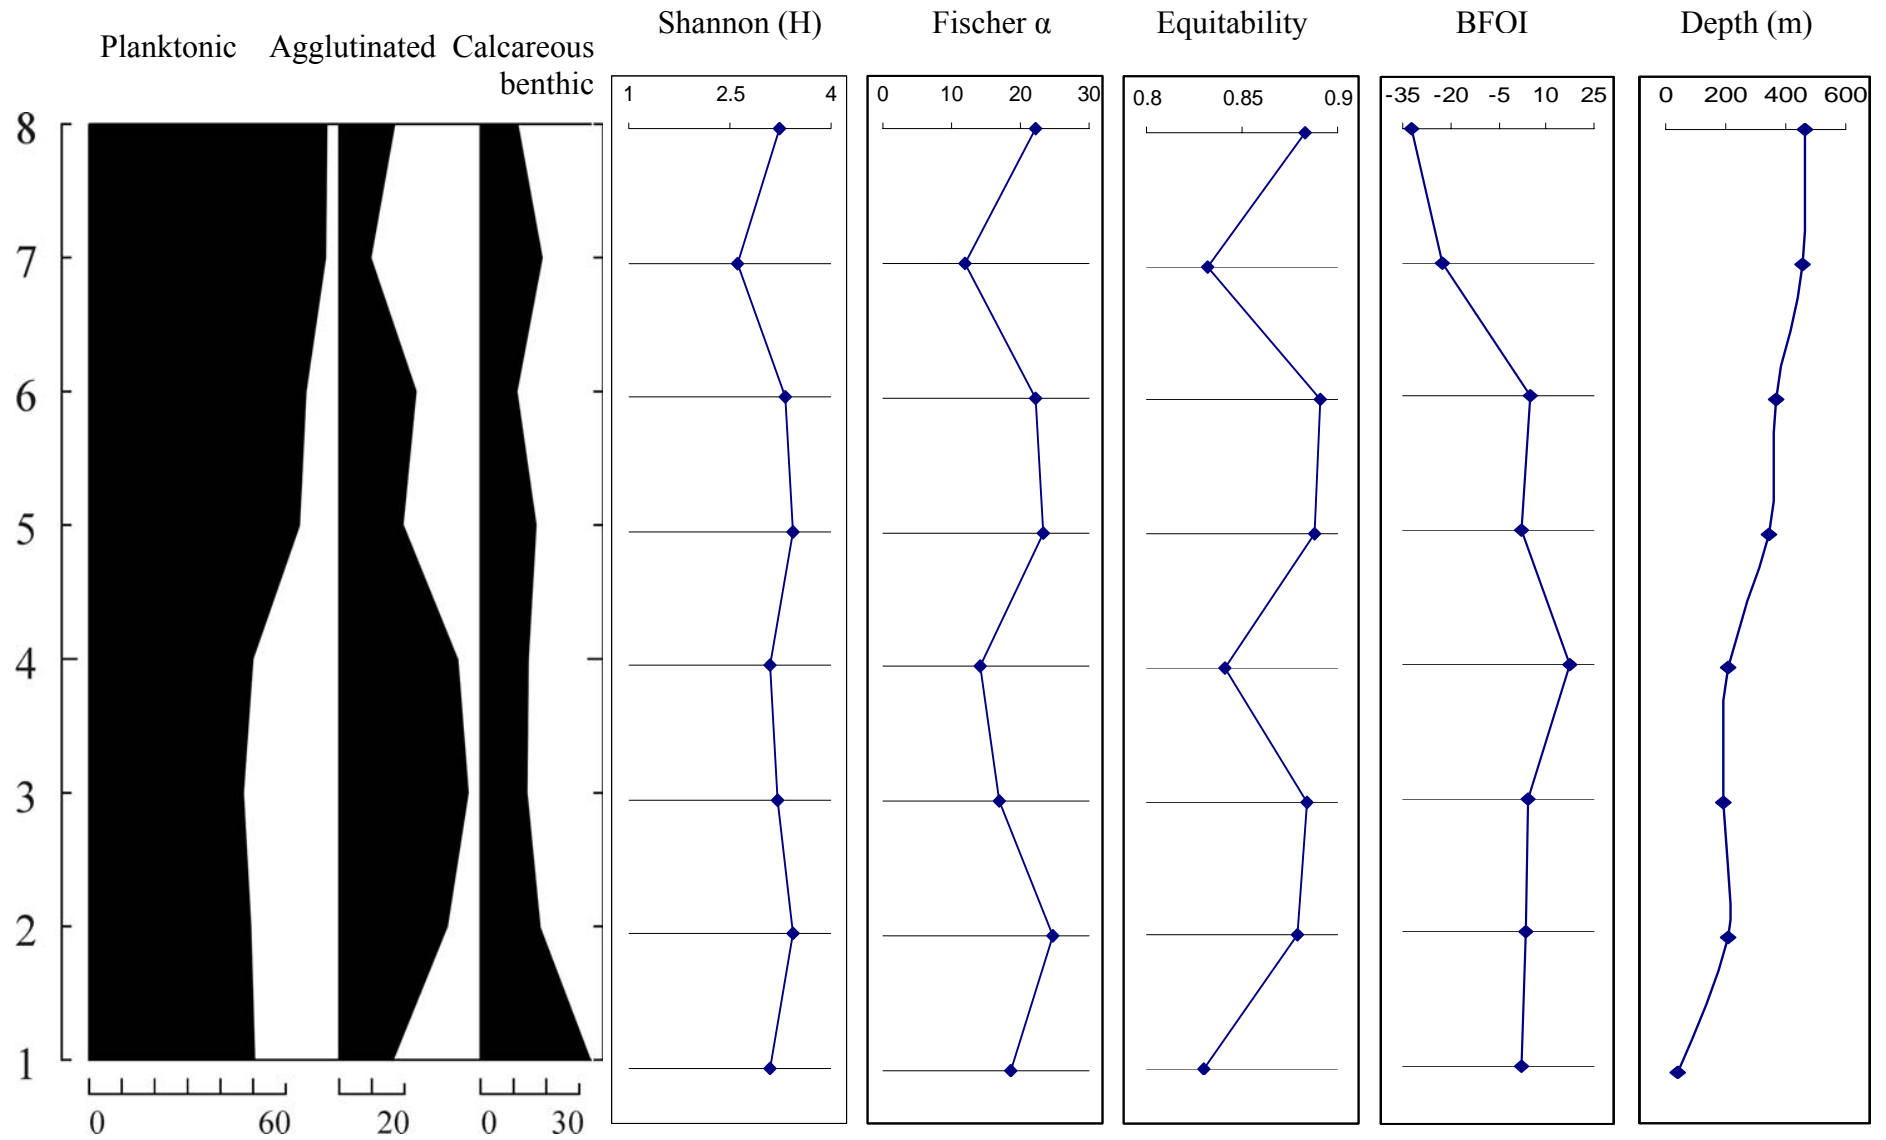 Shannon (H) Fischer α Equitability BFOI Depth (m)
Planktonic Agglutinated Calcareous
benthic
1 2.5 4
0 10 20 30
0.8 0.85 0.9
-35 -20 -5 10 25
0 200 400 600
8
7
6
5
4
3
2
1
0 60 20 0 30